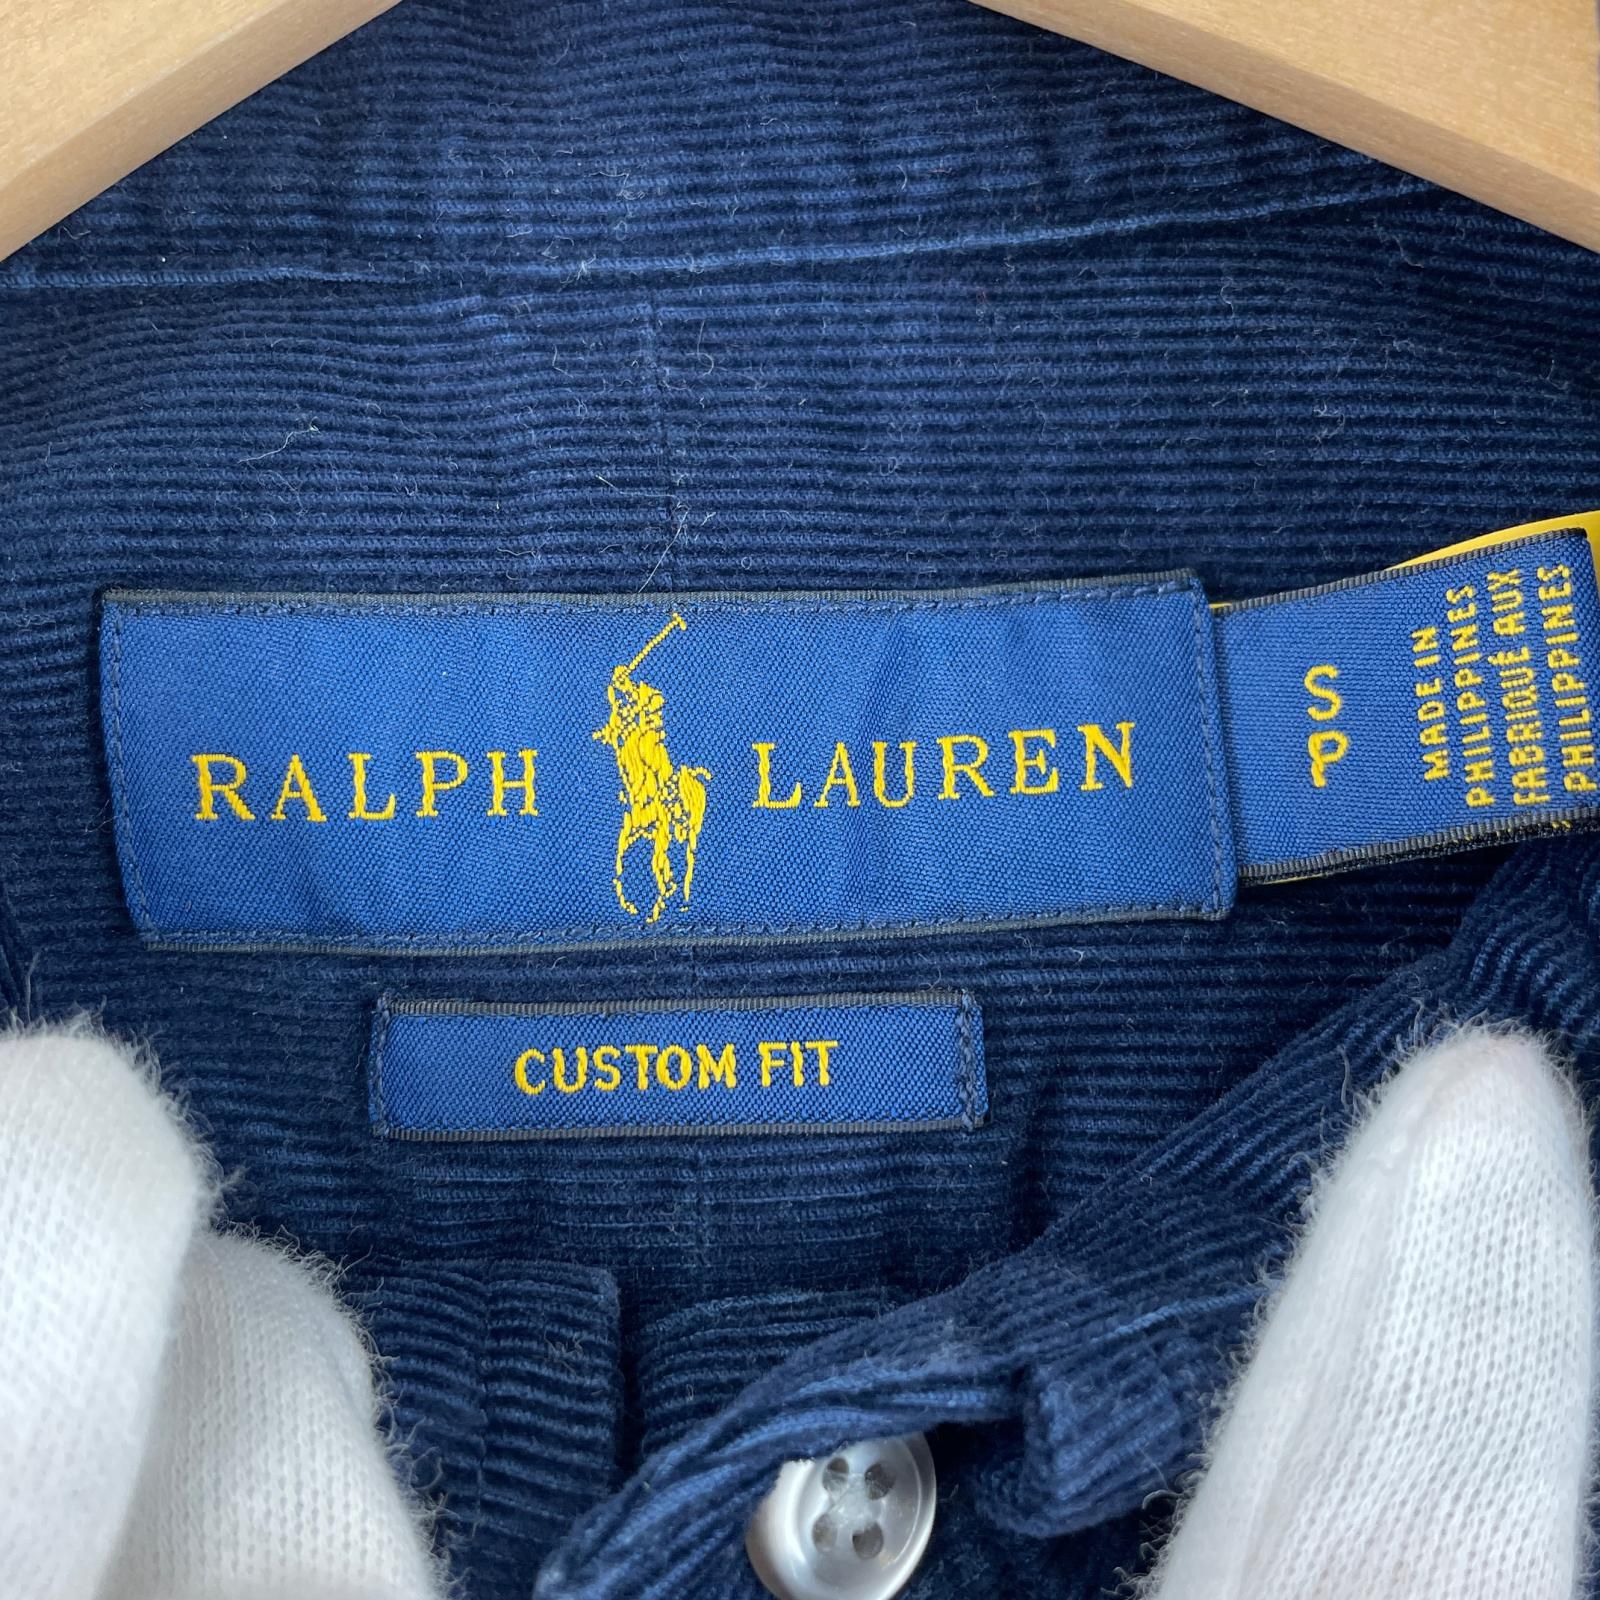 RALPH LAUREN
CUSTOM FIT
S
P
MADE IN
PHILIPPINES
FABRIQUÉ AUX
PHILIPPINES